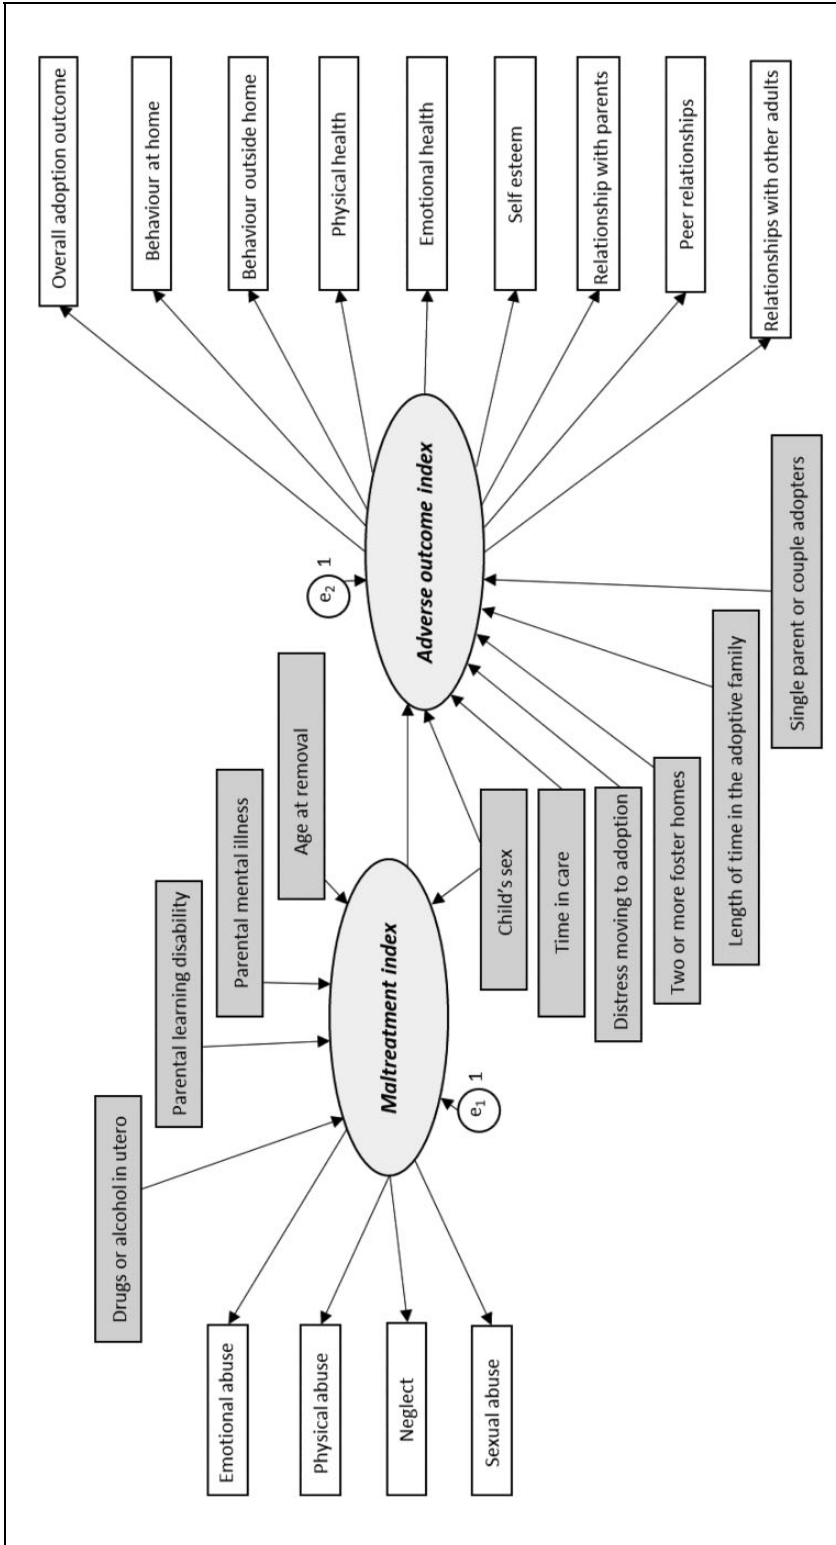 Overall adoption outcome
Behaviour at home
Behaviour outside home
Physical health
Emotional health
Self esteem
Relationship with parents
Peer relationships
Relationships with other adults
Adverse outcome index
e₂
1
Single parent or couple adopters
Length of time in the adoptive family
Two or more foster homes
Distress moving to adoption
Time in care
Child's sex
Age at removal
Parental mental illness
Parental learning disability
Drugs or alcohol in utero
Maltreatment index
e₁
1
Emotional abuse
Physical abuse
Neglect
Sexual abuse